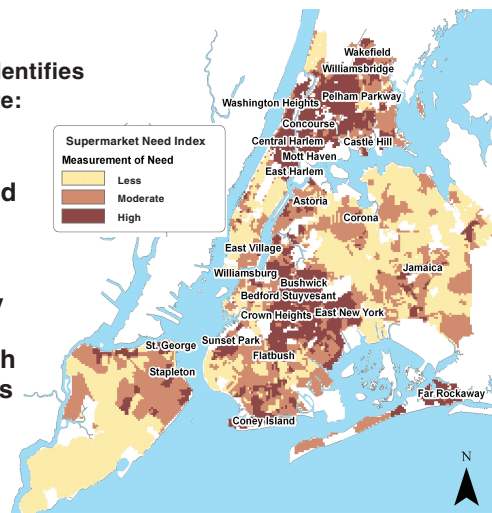 dentifies
e:
d
y
h
s
Supermarket Need Index
Measurement of Need
Less
Moderate
High
Wakefield
Williamsbridge
Pelham Parkway
Washington Heights
Concourse
Central Harlem
Castle Hill
Mott Haven
East Harlem
Astoria
Corona
East Village
Jamaica
Williamsburg
Bushwick
Bedford Stuyvesant
Crown Heights
East New York
Sunset Park
St. George
Flatbush
Stapleton
Far Rockaway
Coney Island
N